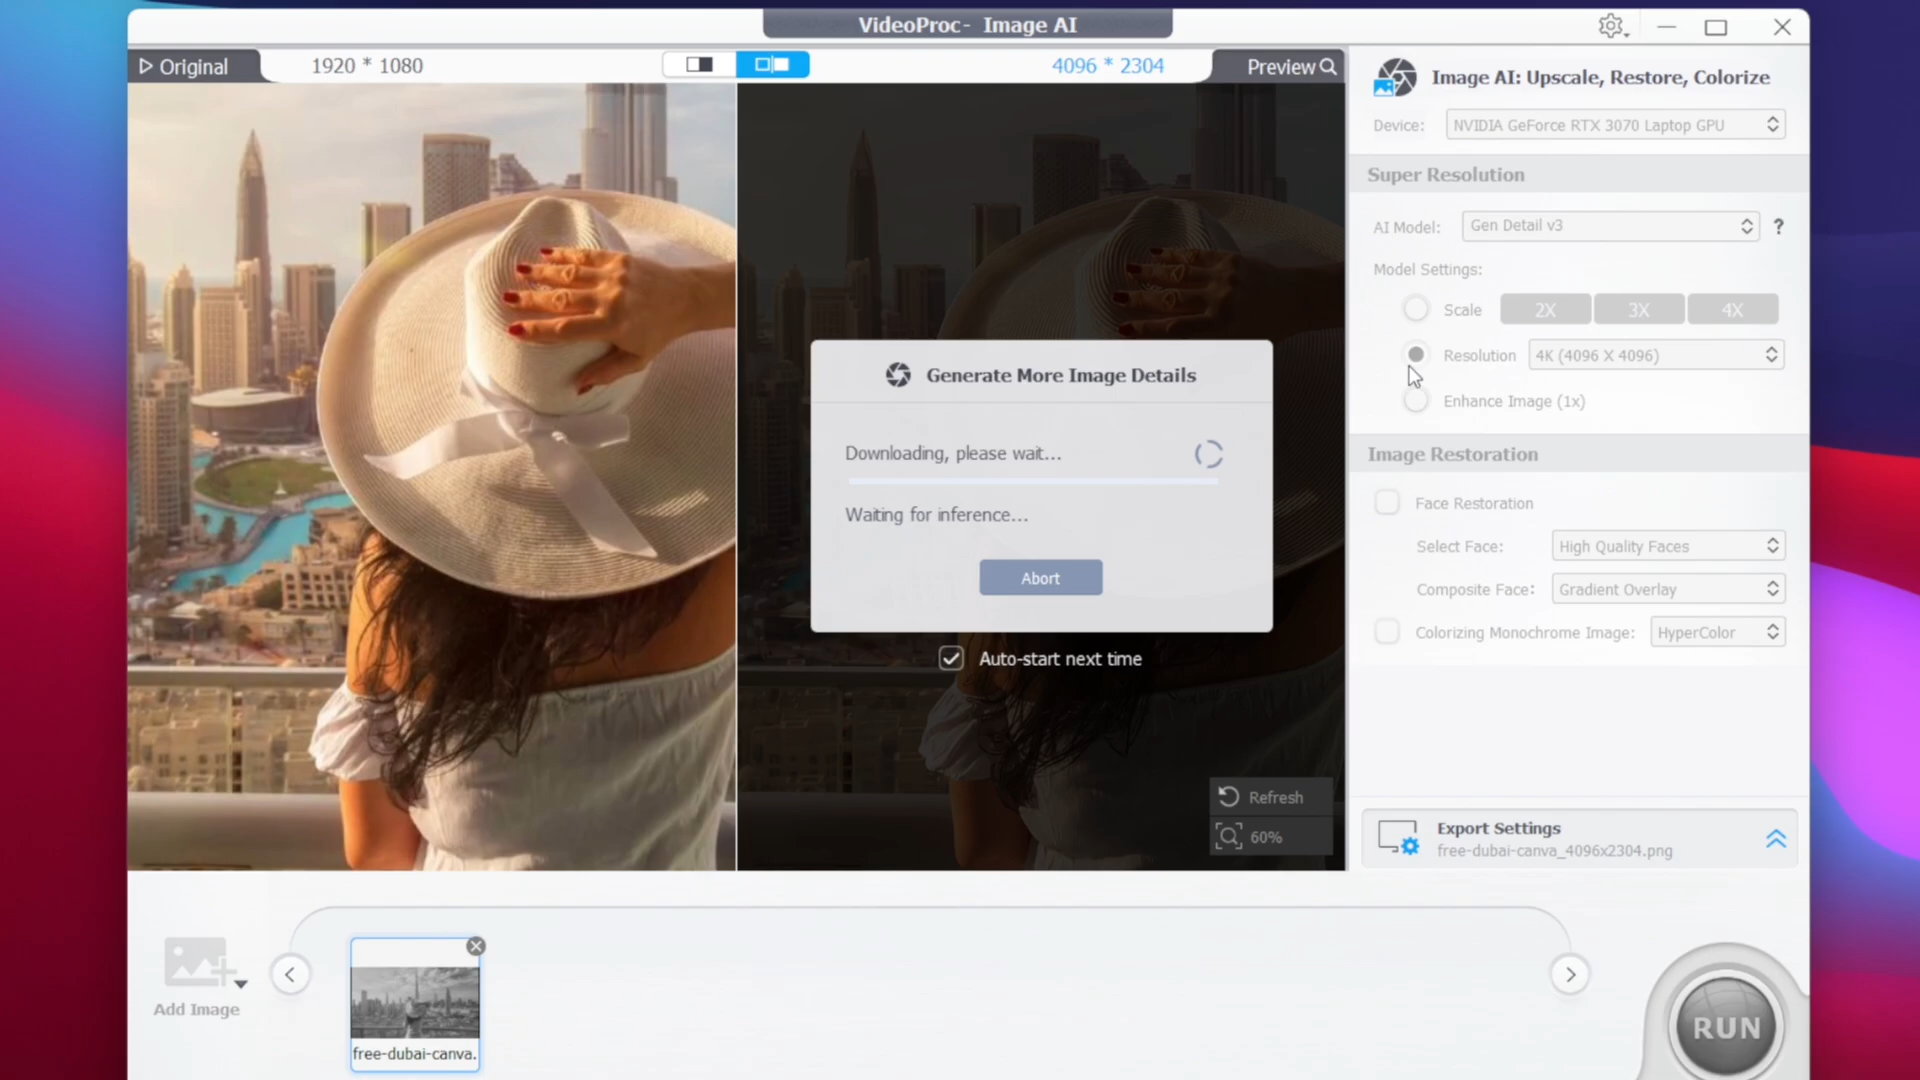 VideoProc - Image AI
Original
1920 * 1080
4096 * 2304
Preview
Image AI: Upscale, Restore, Colorize
Device:
NVIDIA GeForce RTX 3070 Laptop GPU
Super Resolution
AI Model:
Gen Detail v3
?
Model Settings:
Scale
2X
3X
4X
Resolution
4K (4096 X 4096)
Enhance Image (1x)
Generate More Image Details
Downloading, please wait...
Waiting for inference...
Abort
Auto-start next time
Image Restoration
Face Restoration
Select Face:
High Quality Faces
Composite Face:
Gradient Overlay
Colorizing Monochrome Image:
HyperColor
Refresh
60%
Export Settings
free-dubai-canva_4096x2304.png
Add Image
free-dubai-canva.
RUN